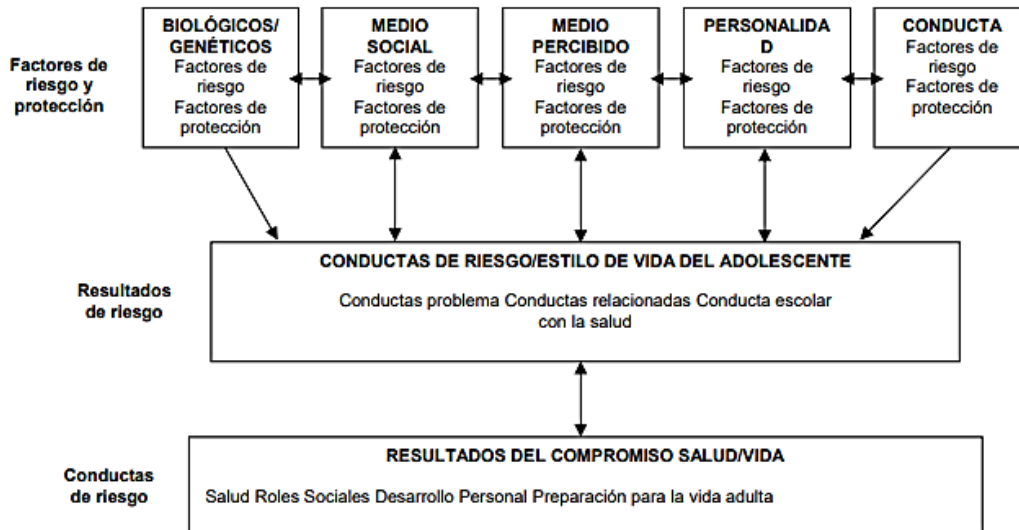 Factores de
riesgo y
protección
BIOLÓGICOS/
GENÉTICOS
Factores de
riesgo
Factores de
protección
MEDIO
SOCIAL
Factores de
riesgo
Factores de
protección
MEDIO
PERCIBIDO
Factores de
riesgo
Factores de
protección
PERSONALIDA
D
Factores de
riesgo
Factores de
protección
CONDUCTA
Factores de
riesgo
Factores de
protección
Resultados
de riesgo
CONDUCTAS DE RIESGO/ESTILO DE VIDA DEL ADOLESCENTE
Conductas problema Conductas relacionadas Conducta escolar
con la salud
Conductas
de riesgo
RESULTADOS DEL COMPROMISO SALUD/VIDA
Salud Roles Sociales Desarrollo Personal Preparación para la vida adulta